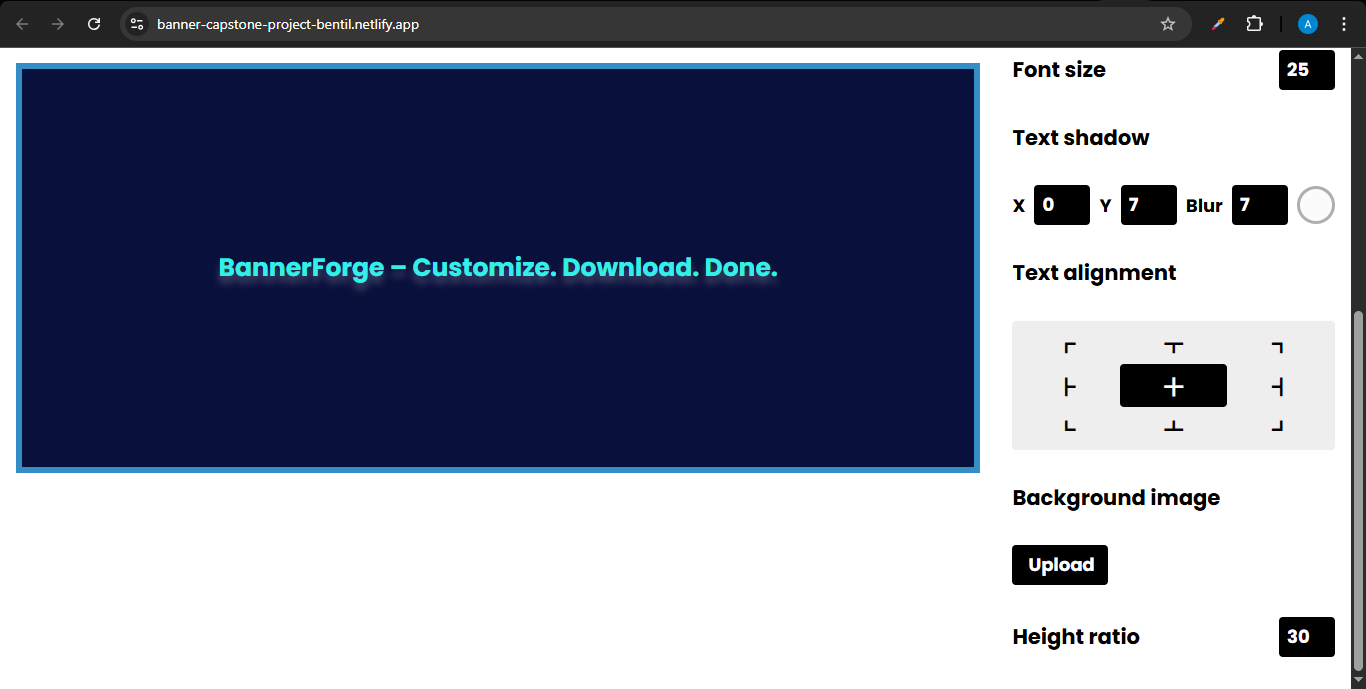 banner-capstone-project-bentil.netlify.app
A
BannerForge – Customize. Download. Done.
Font size 25
Text shadow
X 0 Y 7 Blur 7
Text alignment
Background image
Upload
Height ratio 30